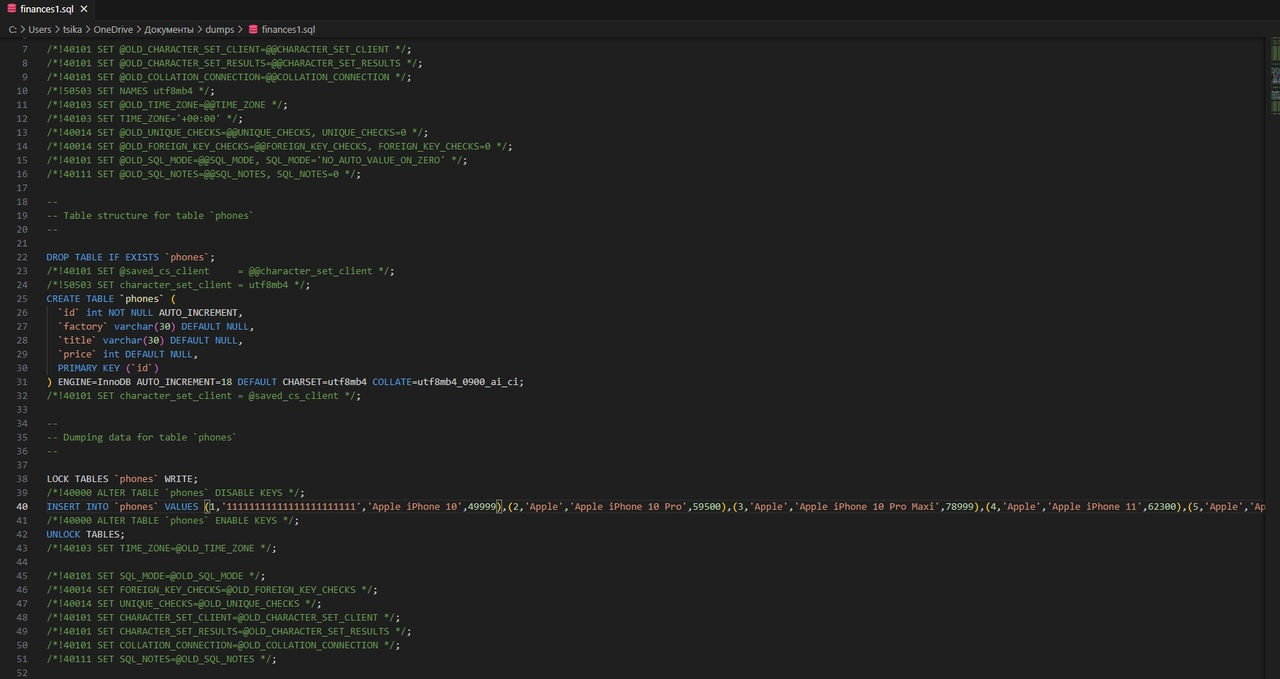 finances1.sql
C: > Users > tsika > OneDrive > Документы > dumps > finances1.sql
7 /*!40101 SET @OLD_CHARACTER_SET_CLIENT=@@CHARACTER_SET_CLIENT */;
8 /*!40101 SET @OLD_CHARACTER_SET_RESULTS=@@CHARACTER_SET_RESULTS */;
9 /*!40101 SET @OLD_COLLATION_CONNECTION=@@COLLATION_CONNECTION */;
10 /*!50503 SET NAMES utf8mb4 */;
11 /*!40103 SET @OLD_TIME_ZONE=@@TIME_ZONE */;
12 /*!40103 SET TIME_ZONE='+00:00' */;
13 /*!40014 SET @OLD_UNIQUE_CHECKS=@@UNIQUE_CHECKS, UNIQUE_CHECKS=0 */;
14 /*!40014 SET @OLD_FOREIGN_KEY_CHECKS=@@FOREIGN_KEY_CHECKS, FOREIGN_KEY_CHECKS=0 */;
15 /*!40101 SET @OLD_SQL_MODE=@@SQL_MODE, SQL_MODE='NO_AUTO_VALUE_ON_ZERO' */;
16 /*!40111 SET @OLD_SQL_NOTES=@@SQL_NOTES, SQL_NOTES=0 */;
17
18 --
19 -- Table structure for table `phones`
20 --
21
22 DROP TABLE IF EXISTS `phones`;
23 /*!40101 SET @saved_cs_client     = @@character_set_client */;
24 /*!50503 SET character_set_client = utf8mb4 */;
25 CREATE TABLE `phones` (
26   `id` int NOT NULL AUTO_INCREMENT,
27   `factory` varchar(30) DEFAULT NULL,
28   `title` varchar(30) DEFAULT NULL,
29   `price` int DEFAULT NULL,
30   PRIMARY KEY (`id`)
31 ) ENGINE=InnoDB AUTO_INCREMENT=18 DEFAULT CHARSET=utf8mb4 COLLATE=utf8mb4_0900_ai_ci;
32 /*!40101 SET character_set_client = @saved_cs_client */;
33
34 --
35 -- Dumping data for table `phones`
36 --
37
38 LOCK TABLES `phones` WRITE;
39 /*!40000 ALTER TABLE `phones` DISABLE KEYS */;
40 INSERT INTO `phones` VALUES (1,'11111111111111111111111','Apple iPhone 10',49999),(2,'Apple','Apple iPhone 10 Pro',59500),(3,'Apple','Apple iPhone 10 Pro Maxi',78999),(4,'Apple','Apple iPhone 11',62300),(5,'Apple','Ap
41 /*!40000 ALTER TABLE `phones` ENABLE KEYS */;
42 UNLOCK TABLES;
43 /*!40103 SET TIME_ZONE=@OLD_TIME_ZONE */;
44
45 /*!40101 SET SQL_MODE=@OLD_SQL_MODE */;
46 /*!40014 SET FOREIGN_KEY_CHECKS=@OLD_FOREIGN_KEY_CHECKS */;
47 /*!40014 SET UNIQUE_CHECKS=@OLD_UNIQUE_CHECKS */;
48 /*!40101 SET CHARACTER_SET_CLIENT=@OLD_CHARACTER_SET_CLIENT */;
49 /*!40101 SET CHARACTER_SET_RESULTS=@OLD_CHARACTER_SET_RESULTS */;
50 /*!40101 SET COLLATION_CONNECTION=@OLD_COLLATION_CONNECTION */;
51 /*!40111 SET SQL_NOTES=@OLD_SQL_NOTES */;
52